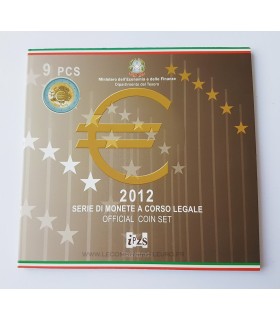 9 PCS
Ministero dell'Economia e delle Finanze
Dipartimento del Tesoro
2012
SERIE DI MONETE A CORSO LEGALE
OFFICIAL COIN SET
iPZS